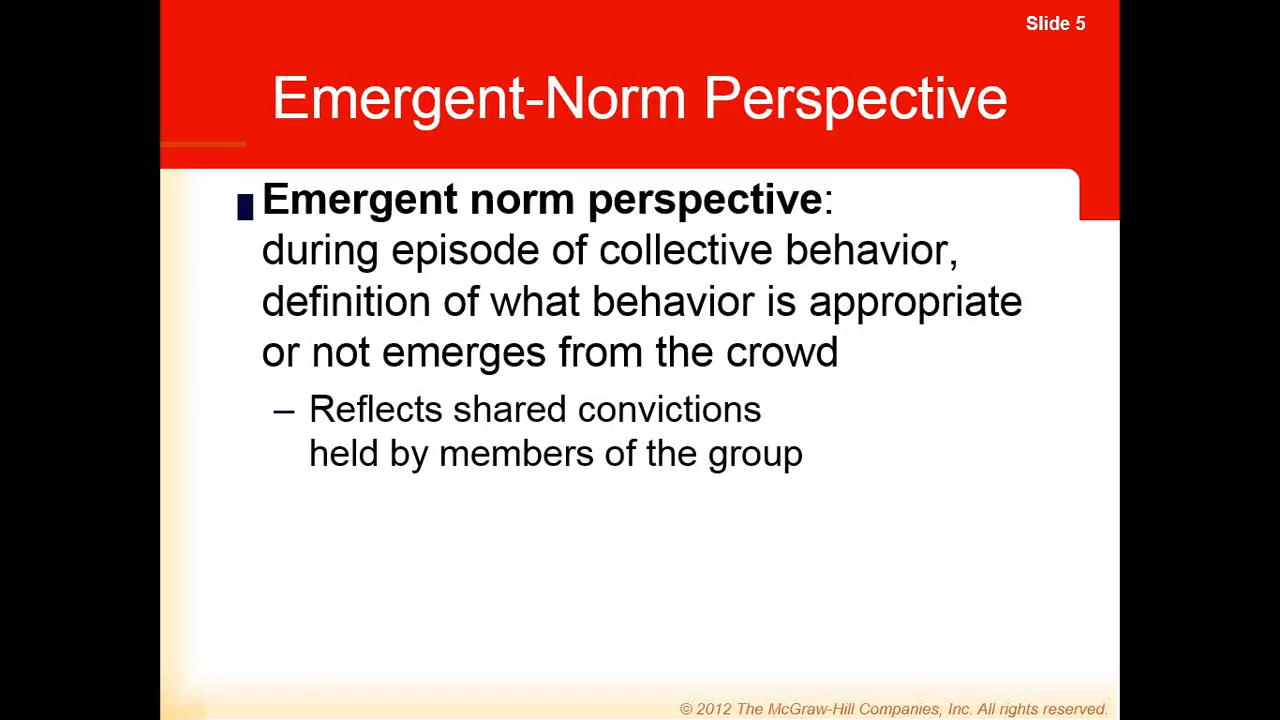 Slide 5
Emergent-Norm Perspective
Emergent norm perspective:
during episode of collective behavior,
definition of what behavior is appropriate
or not emerges from the crowd
– Reflects shared convictions
held by members of the group
© 2012 The McGraw-Hill Companies, Inc. All rights reserved.